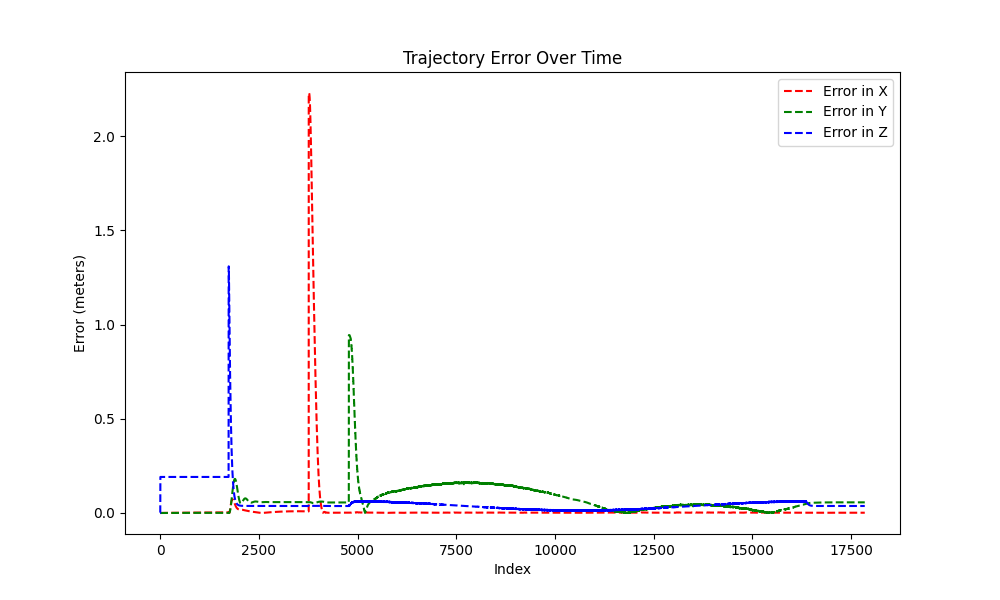 Trajectory Error Over Time
Error in X
Error in Y
Error in Z
Error (meters)
2.0
1.5
1.0
0.5
0.0
0 2500 5000 7500 10000 12500 15000 17500
Index